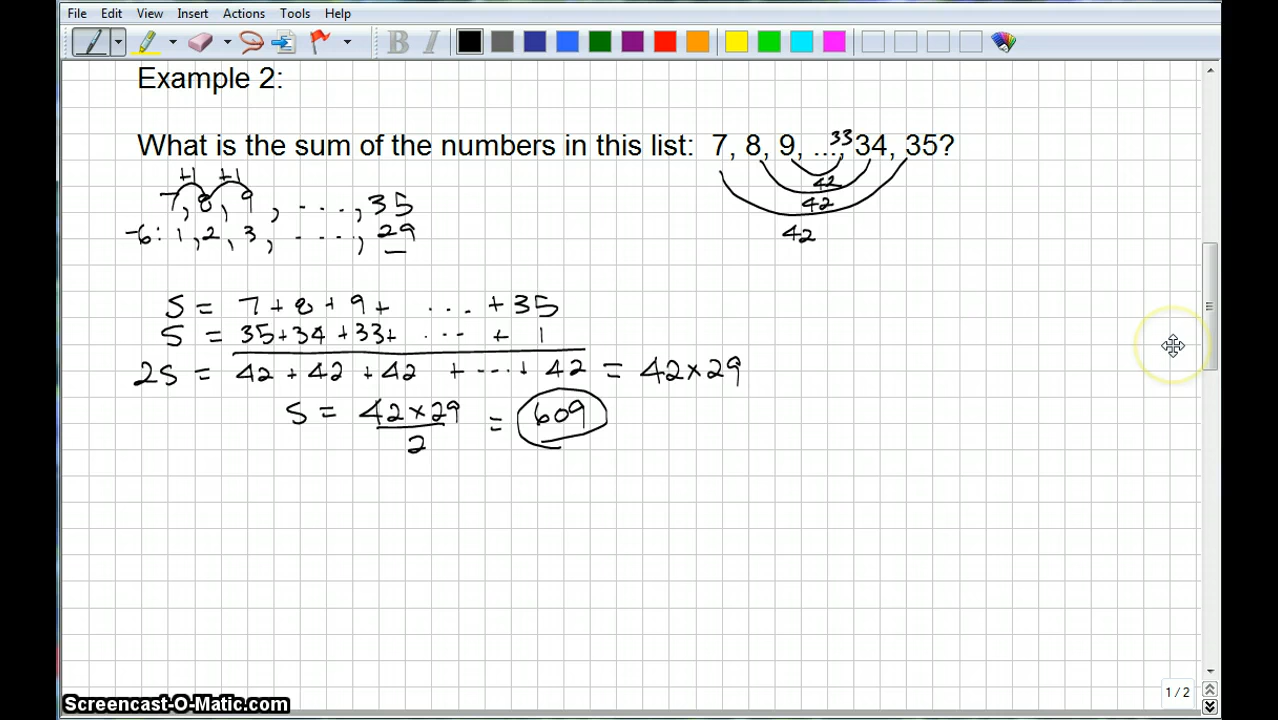 File Edit View Insert Actions Tools Help
B I
Example 2:
What is the sum of the numbers in this list: 7, 8, 9, ..., 33 34, 35?
+1 +1
42
42
42
7, 8, 9, ...., 35
-6: 1, 2, 3, ...., 29
S = 7 + 8 + 9 + .... + 35
S = 35 + 34 + 33 + .... + 1
2S = 42 + 42 + 42 + .... + 42 = 42 × 29
S = 42 × 29 / 2 = 609
1 / 2
Screencast-O-Matic.com